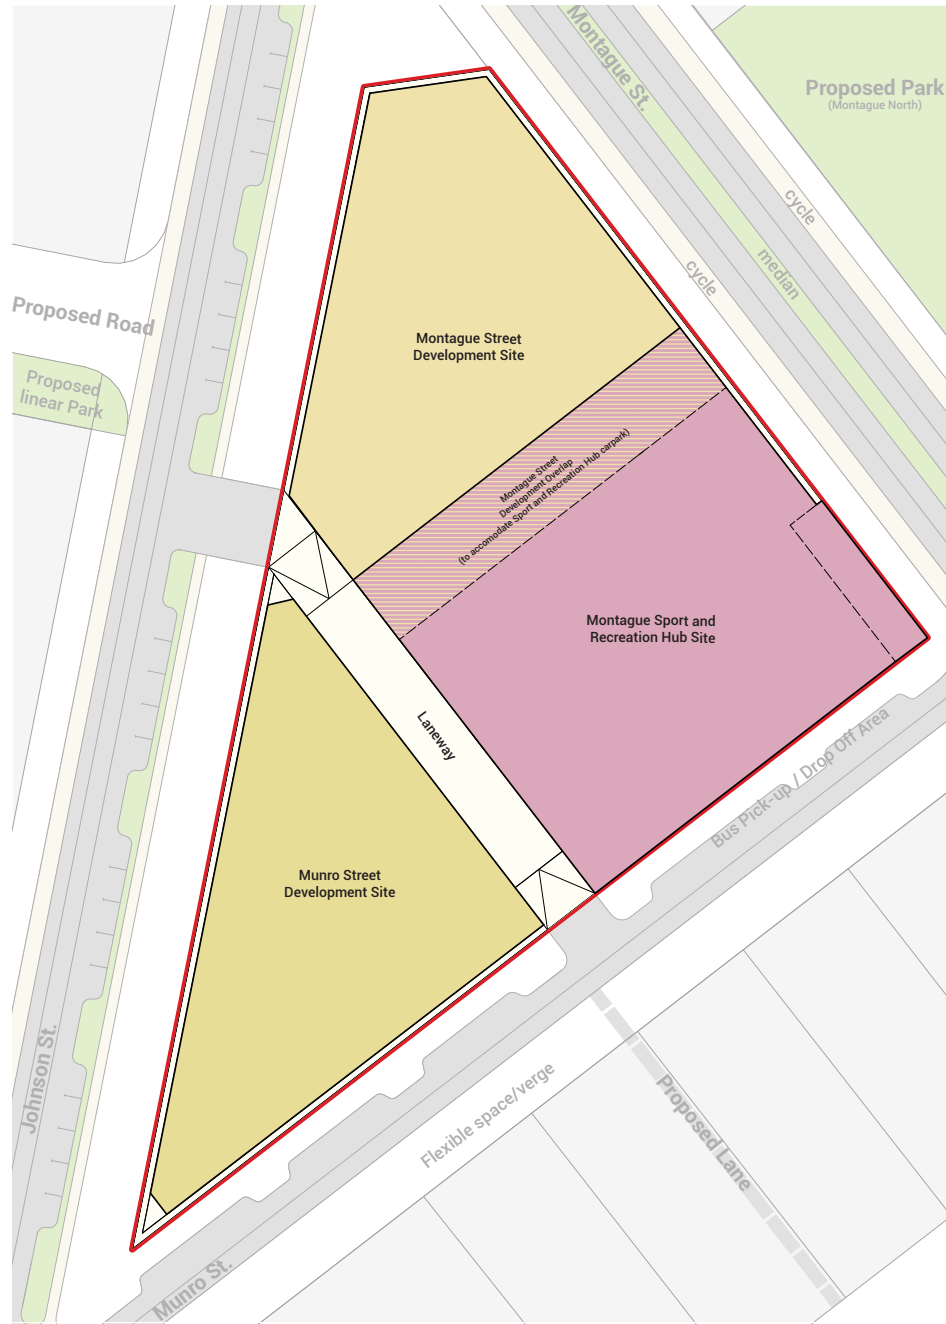 Montague St.
Proposed Park
(Montague North)
cycle
median
cycle
Proposed Road
Proposed
linear Park
Montague Street
Development Site
Montague Street
Development Overlap
(to accomodate Sport and Recreation Hub carpark)
Montague Sport and
Recreation Hub Site
Laneway
Bus Pick-up / Drop Off Area
Munro Street
Development Site
Johnson St.
Flexible space/verge
Proposed Lane
Munro St.